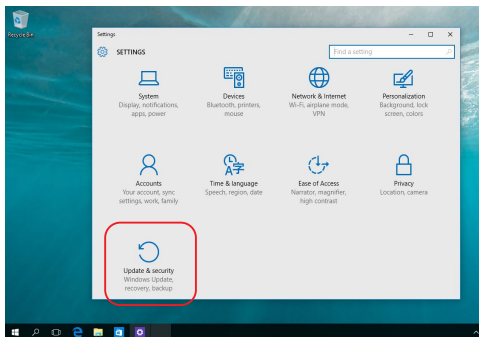 Recycle Bin
Settings
SETTINGS
Find a setting
System
Display, notifications,
apps, power
Devices
Bluetooth, printers,
mouse
Network & Internet
Wi-Fi, airplane mode,
VPN
Personalization
Background, lock
screen, colors
Accounts
Your account, sync
settings, work, family
Time & language
Speech, region, date
Ease of Access
Narrator, magnifier,
high contrast
Privacy
Location, camera
Update & security
Windows Update,
recovery, backup